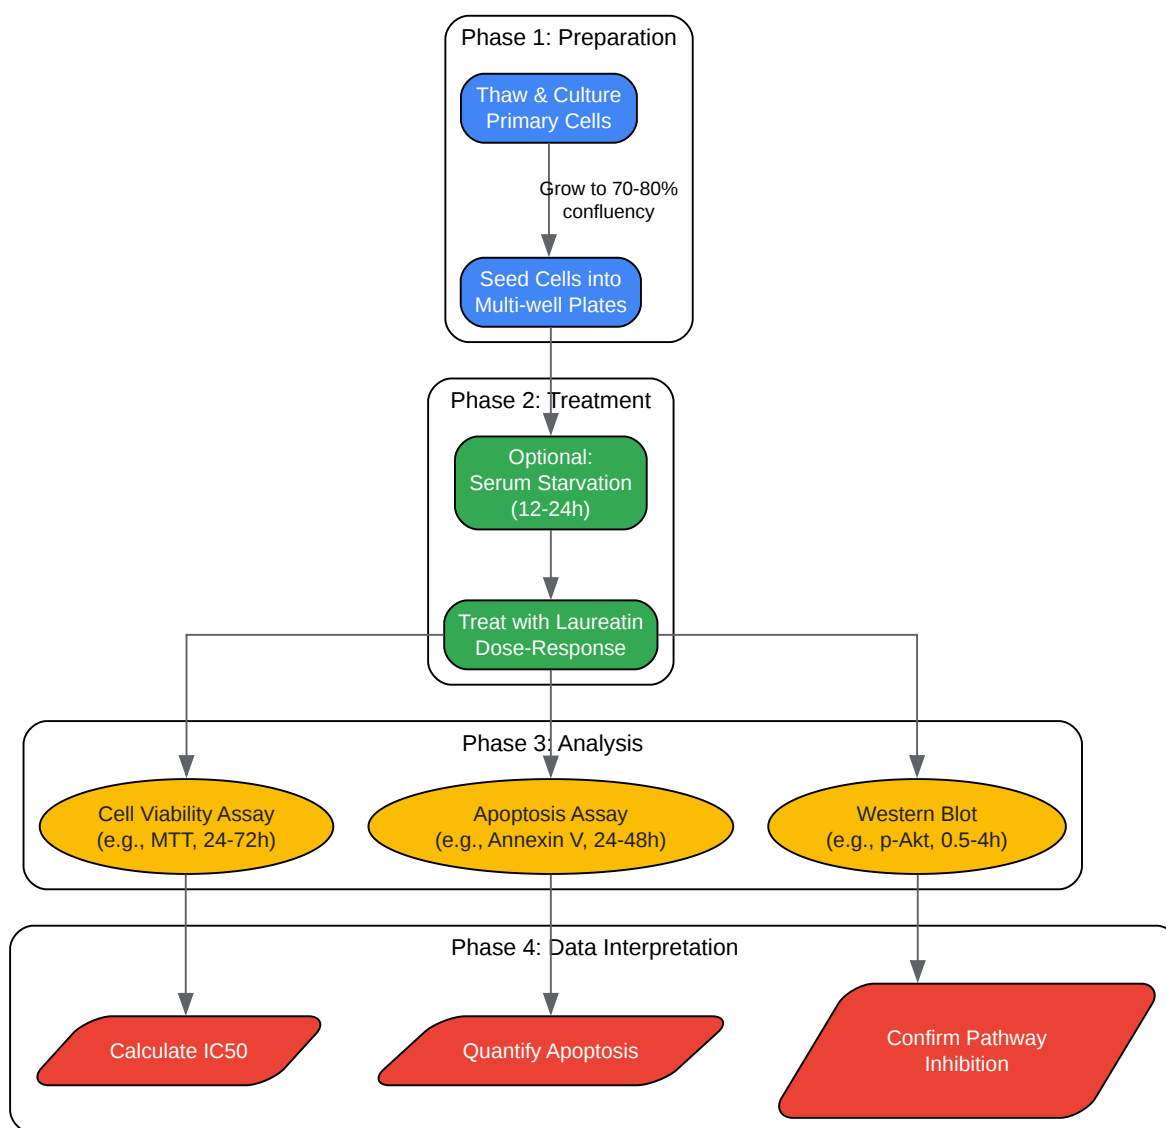 Phase 1: Preparation
Thaw & Culture
Primary Cells
Grow to 70-80%
confluency
Seed Cells into
Multi-well Plates
Phase 2: Treatment
Optional:
Serum Starvation
(12-24h)
Treat with Laureatin
Dose-Response
Phase 3: Analysis
Cell Viability Assay
(e.g., MTT, 24-72h)
Apoptosis Assay
(e.g., Annexin V, 24-48h)
Western Blot
(e.g., p-Akt, 0.5-4h)
Phase 4: Data Interpretation
Calculate IC50
Quantify Apoptosis
Confirm Pathway
Inhibition